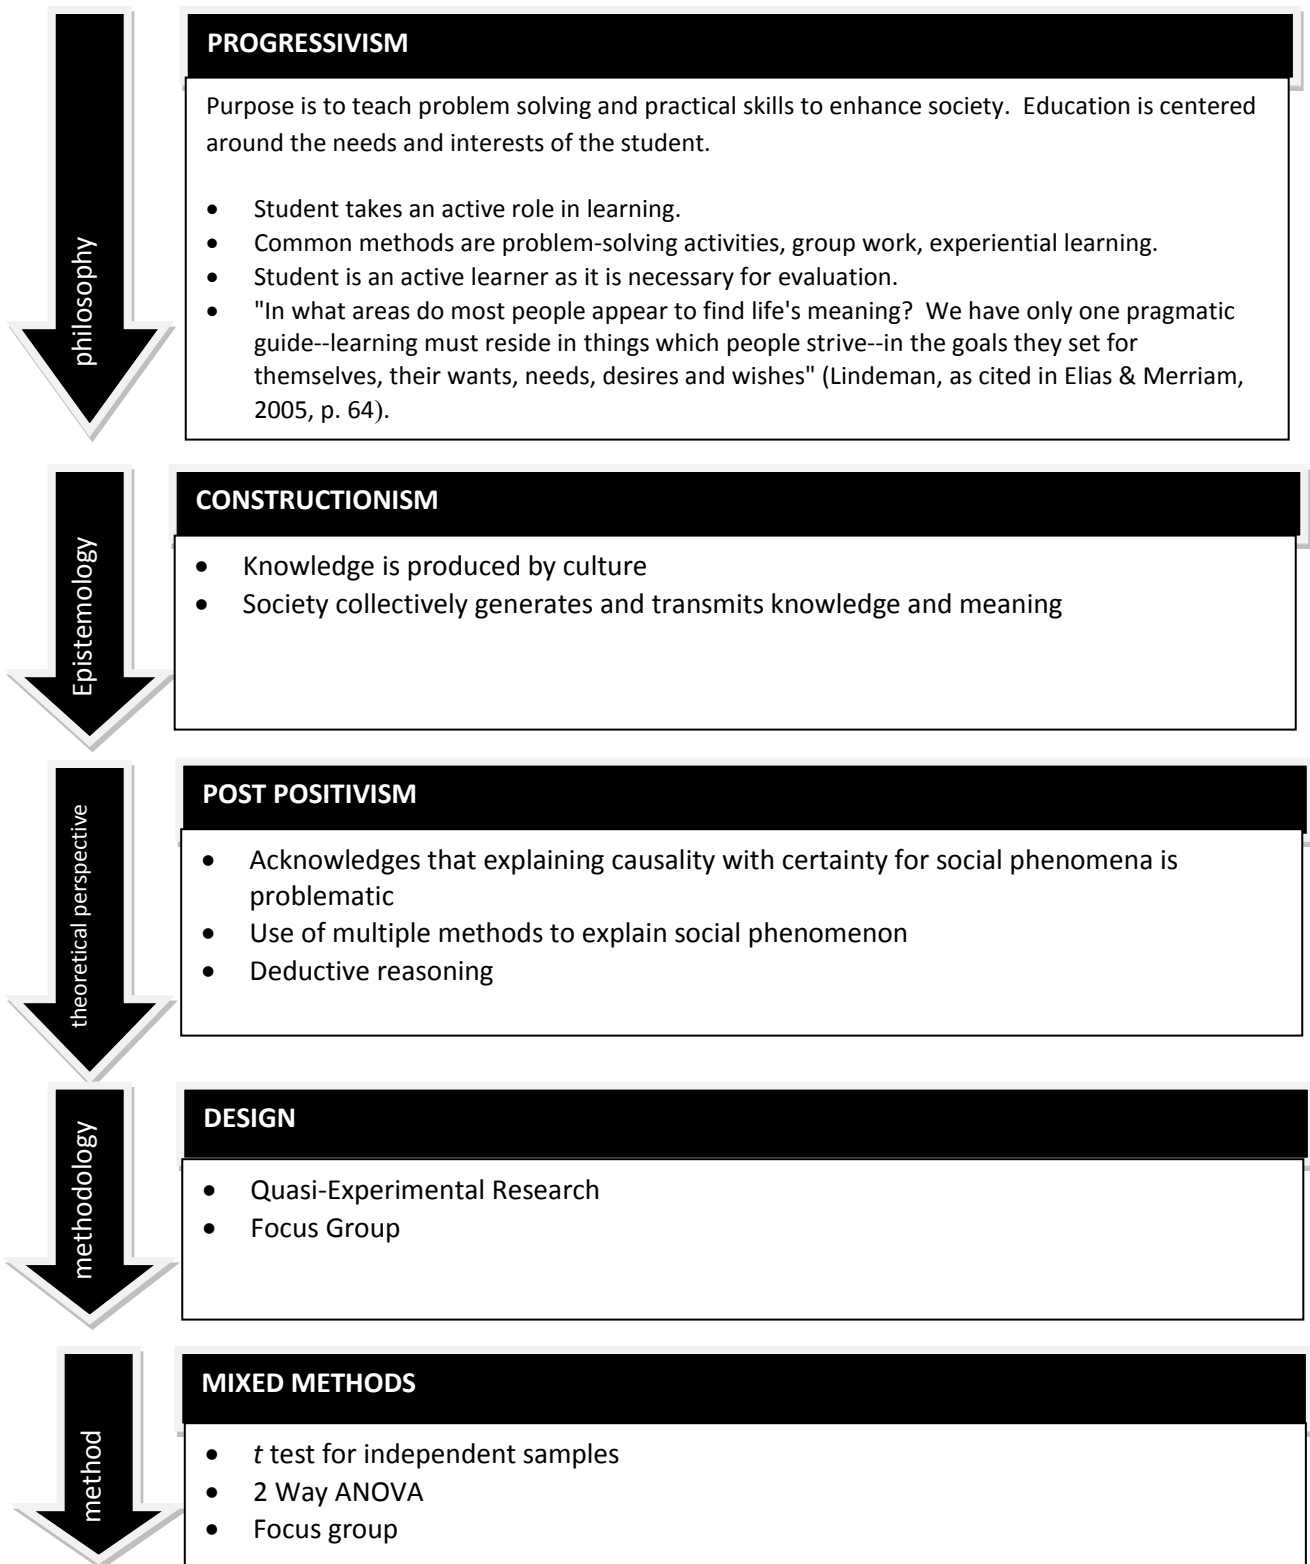 philosophy
PROGRESSIVISM
Purpose is to teach problem solving and practical skills to enhance society.  Education is centered
around the needs and interests of the student.
• Student takes an active role in learning.
• Common methods are problem-solving activities, group work, experiential learning.
• Student is an active learner as it is necessary for evaluation.
• "In what areas do most people appear to find life's meaning?  We have only one pragmatic
guide--learning must reside in things which people strive--in the goals they set for
themselves, their wants, needs, desires and wishes" (Lindeman, as cited in Elias & Merriam,
2005, p. 64).
Epistemology
CONSTRUCTIONISM
• Knowledge is produced by culture
• Society collectively generates and transmits knowledge and meaning
theoretical perspective
POST POSITIVISM
• Acknowledges that explaining causality with certainty for social phenomena is
problematic
• Use of multiple methods to explain social phenomenon
• Deductive reasoning
methodology
DESIGN
• Quasi-Experimental Research
• Focus Group
method
MIXED METHODS
• t test for independent samples
• 2 Way ANOVA
• Focus group